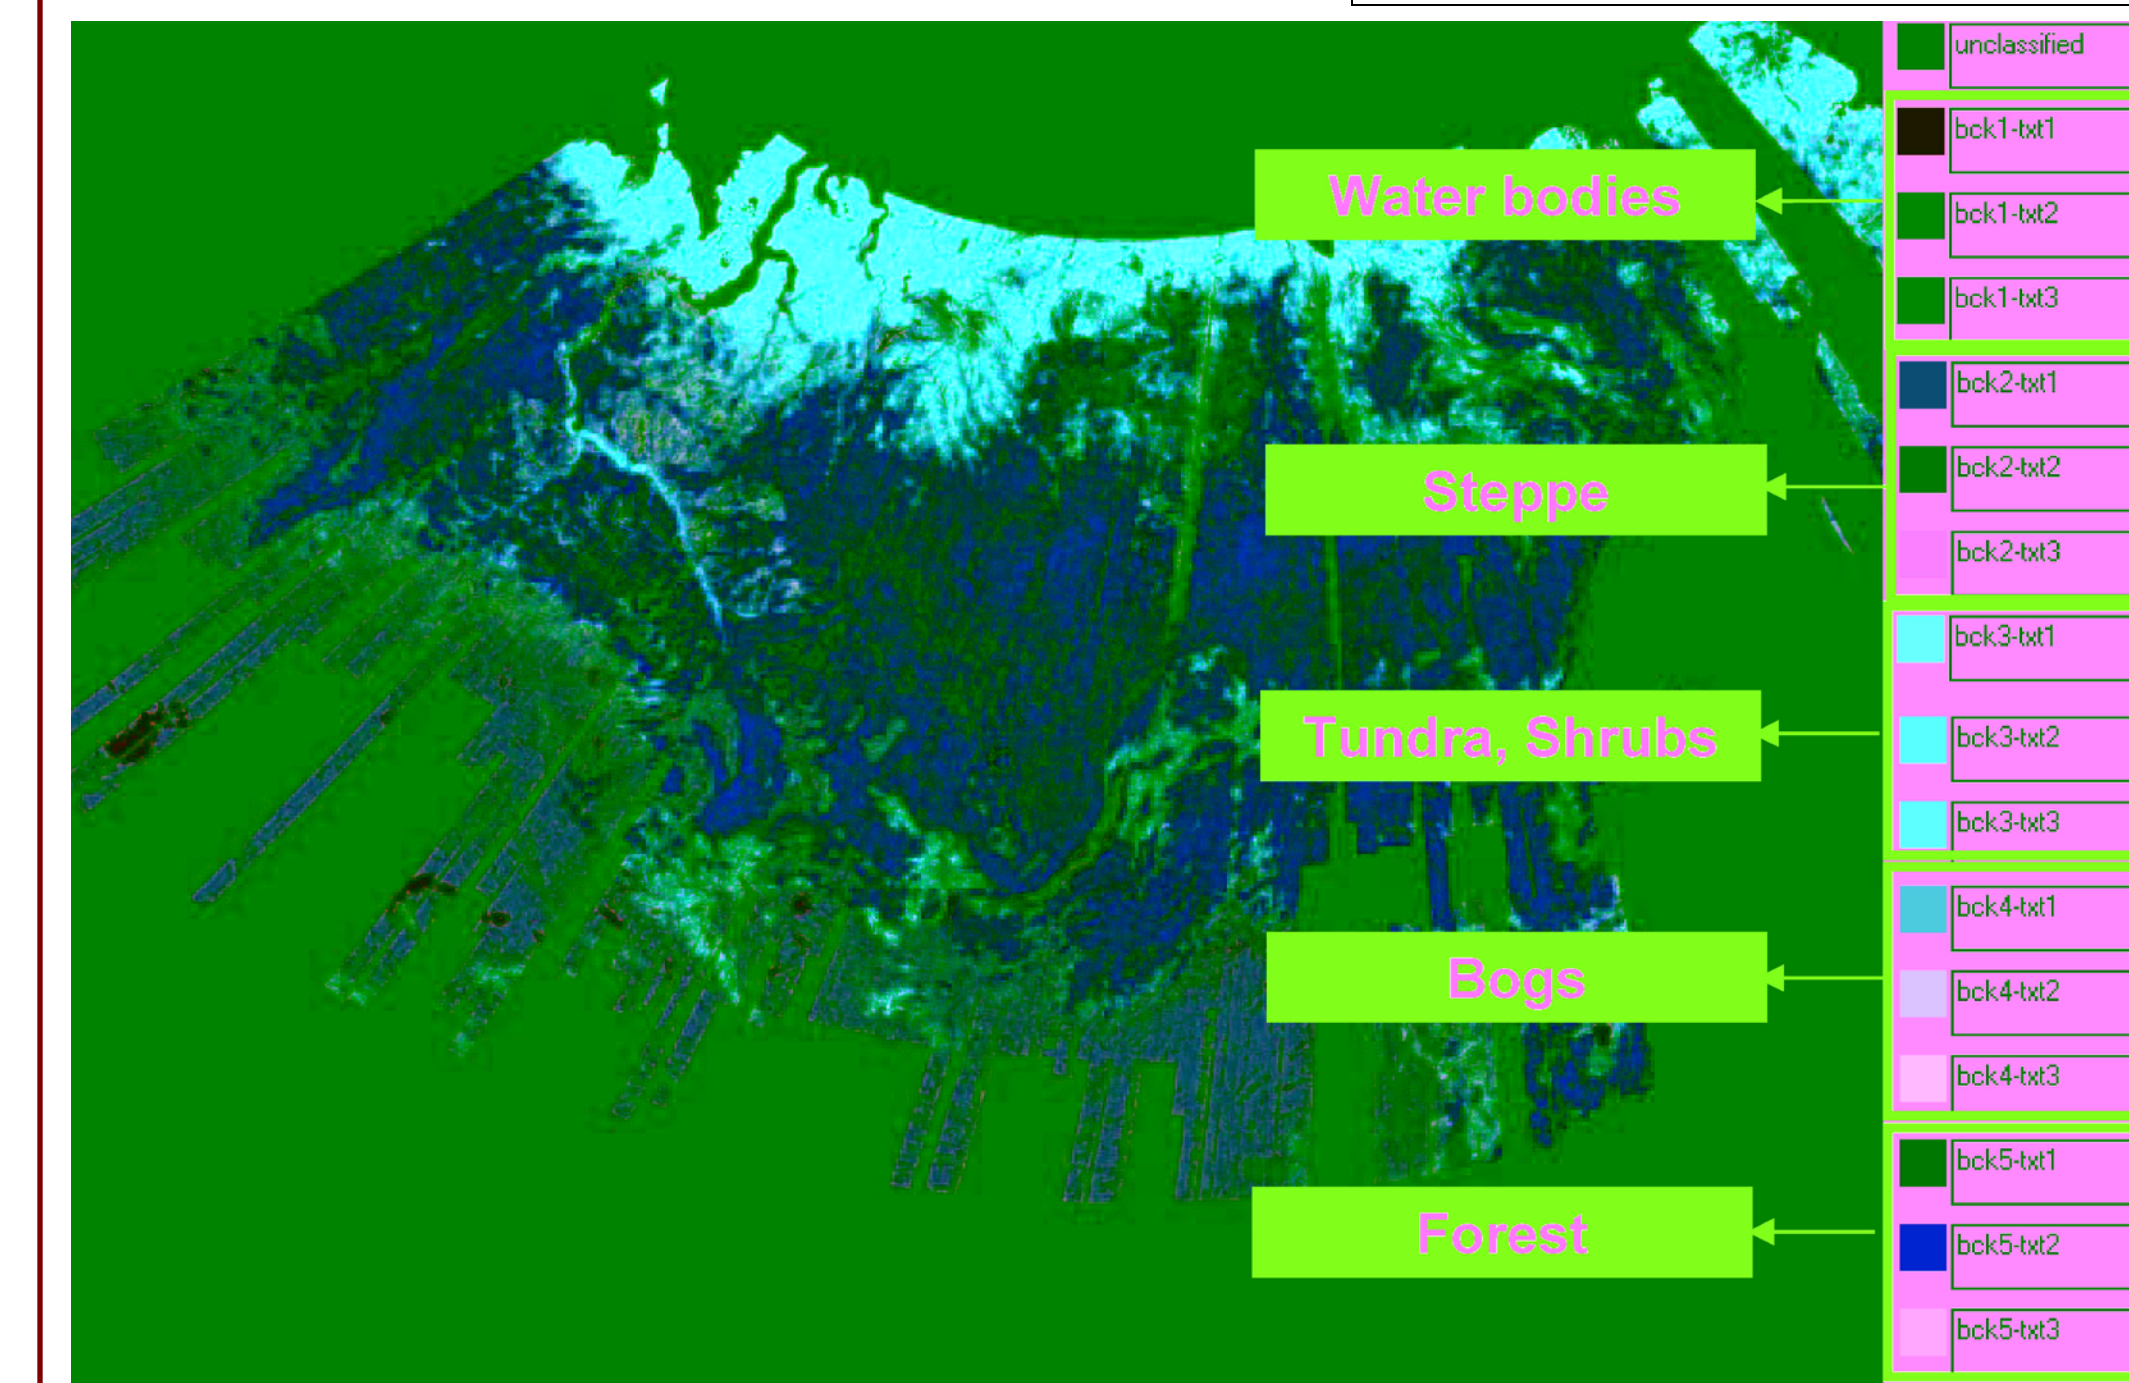 unclassified
bck1-txt1
Water bodies
bck1-txt2
bck1-txt3
bck2-txt1
bck2-txt2
Steppe
bck2-txt3
bck3-txt1
bck3-txt2
Tundra, Shrubs
bck3-txt3
bck4-txt1
Bogs
bck4-txt2
bck4-txt3
bck5-txt1
Forest
bck5-txt2
bck5-txt3